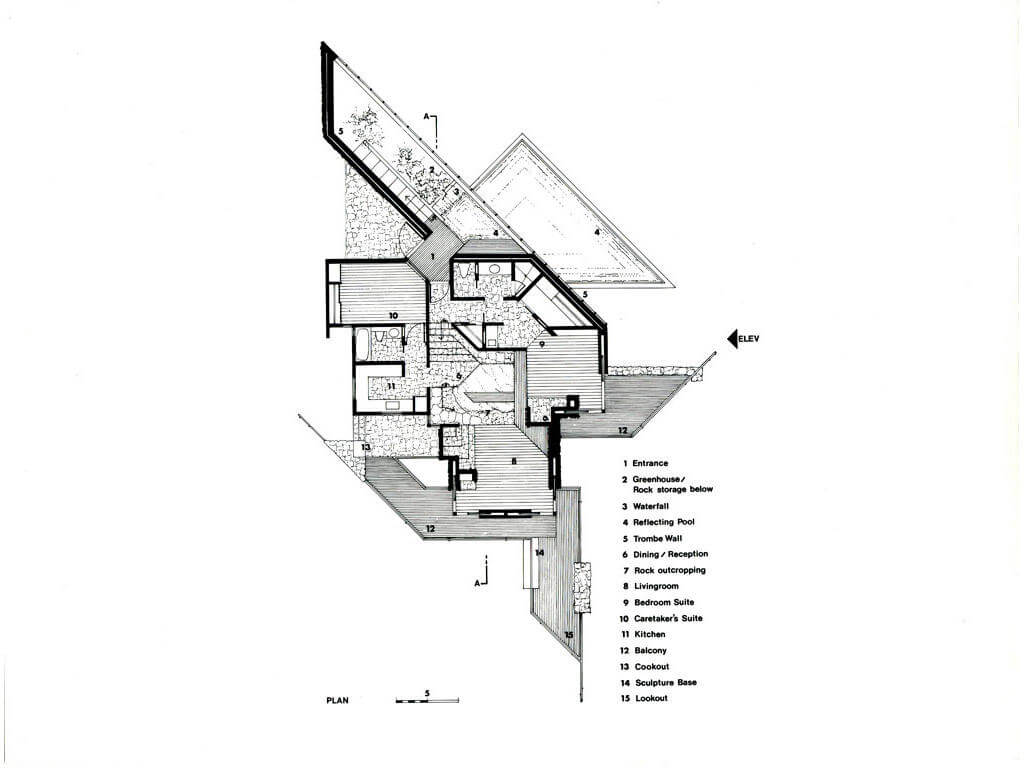 5
A
2
3
4
4
1
5
10
9
ELEV
6
11
7
9
12
13
8
12
14
A
15
1 Entrance
2 Greenhouse/
Rock storage below
3 Waterfall
4 Reflecting Pool
5 Trombe Wall
6 Dining / Reception
7 Rock outcropping
8 Livingroom
9 Bedroom Suite
10 Caretaker's Suite
11 Kitchen
12 Balcony
13 Cookout
14 Sculpture Base
15 Lookout
PLAN
5